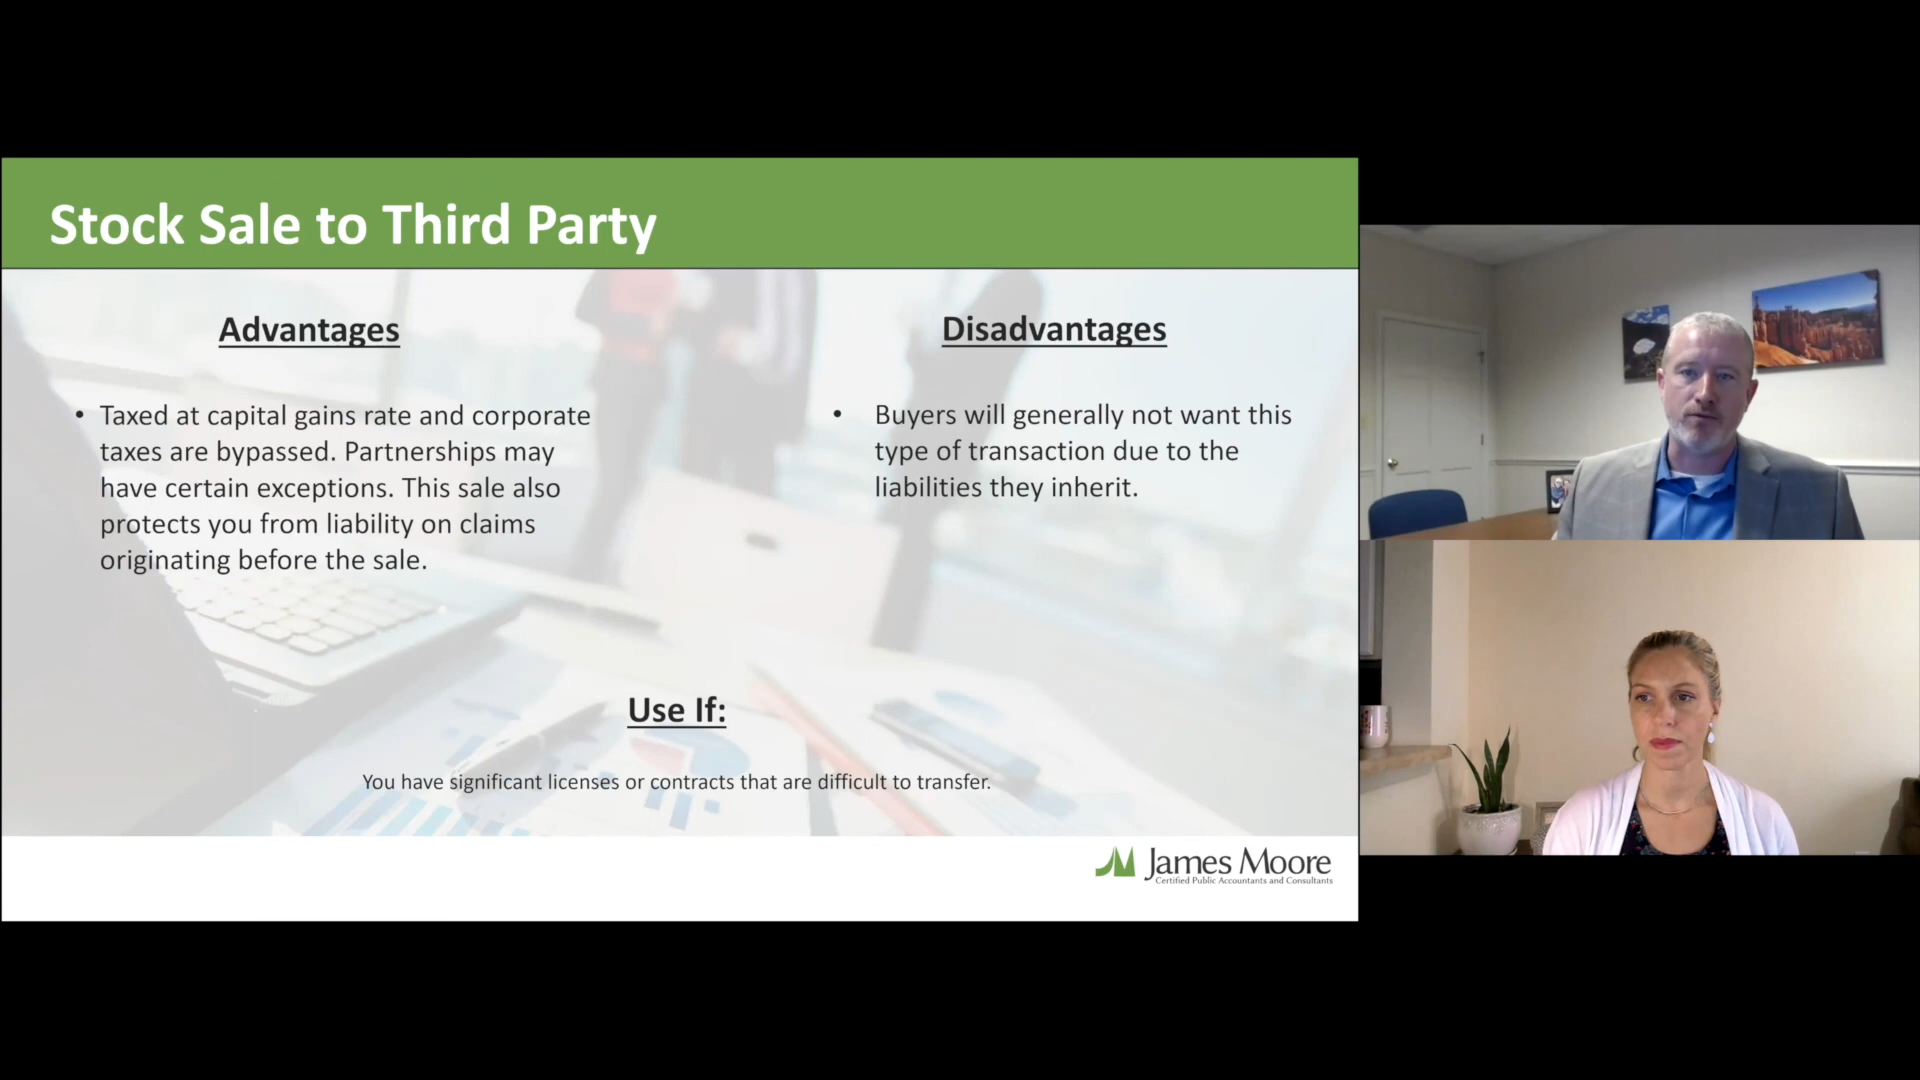 Stock Sale to Third Party
Advantages
• Taxed at capital gains rate and corporate
taxes are bypassed. Partnerships may
have certain exceptions. This sale also
protects you from liability on claims
originating before the sale.
Disadvantages
• Buyers will generally not want this
type of transaction due to the
liabilities they inherit.
Use If:
You have significant licenses or contracts that are difficult to transfer.
James Moore
Certified Public Accountants and Consultants